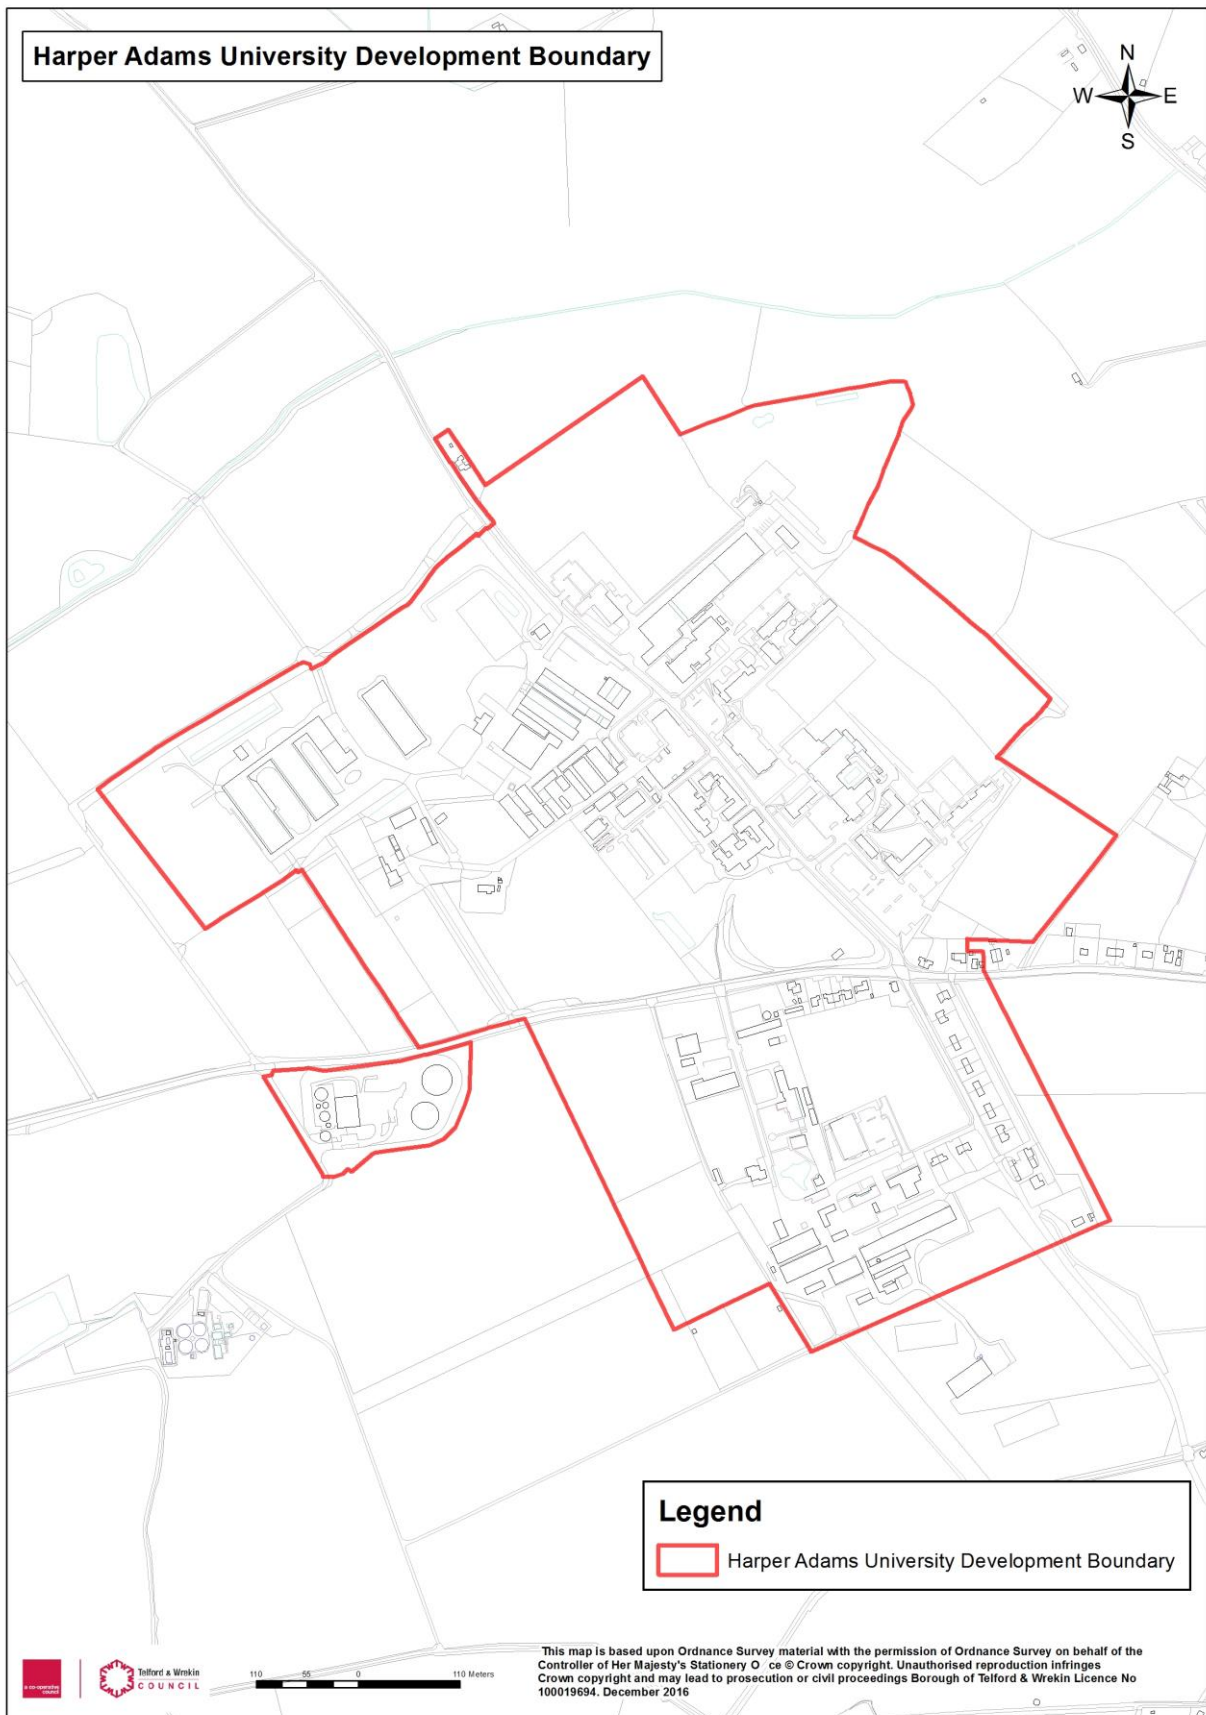 Harper Adams University Development Boundary
N
W E
S
Legend
Harper Adams University Development Boundary
a co-operative
council
Telford & Wrekin
COUNCIL
110 55 0 110 Meters
This map is based upon Ordnance Survey material with the permission of Ordnance Survey on behalf of the
Controller of Her Majesty's Stationery O ce © Crown copyright. Unauthorised reproduction infringes
Crown copyright and may lead to prosecution or civil proceedings Borough of Telford & Wrekin Licence No
100019694. December 2016